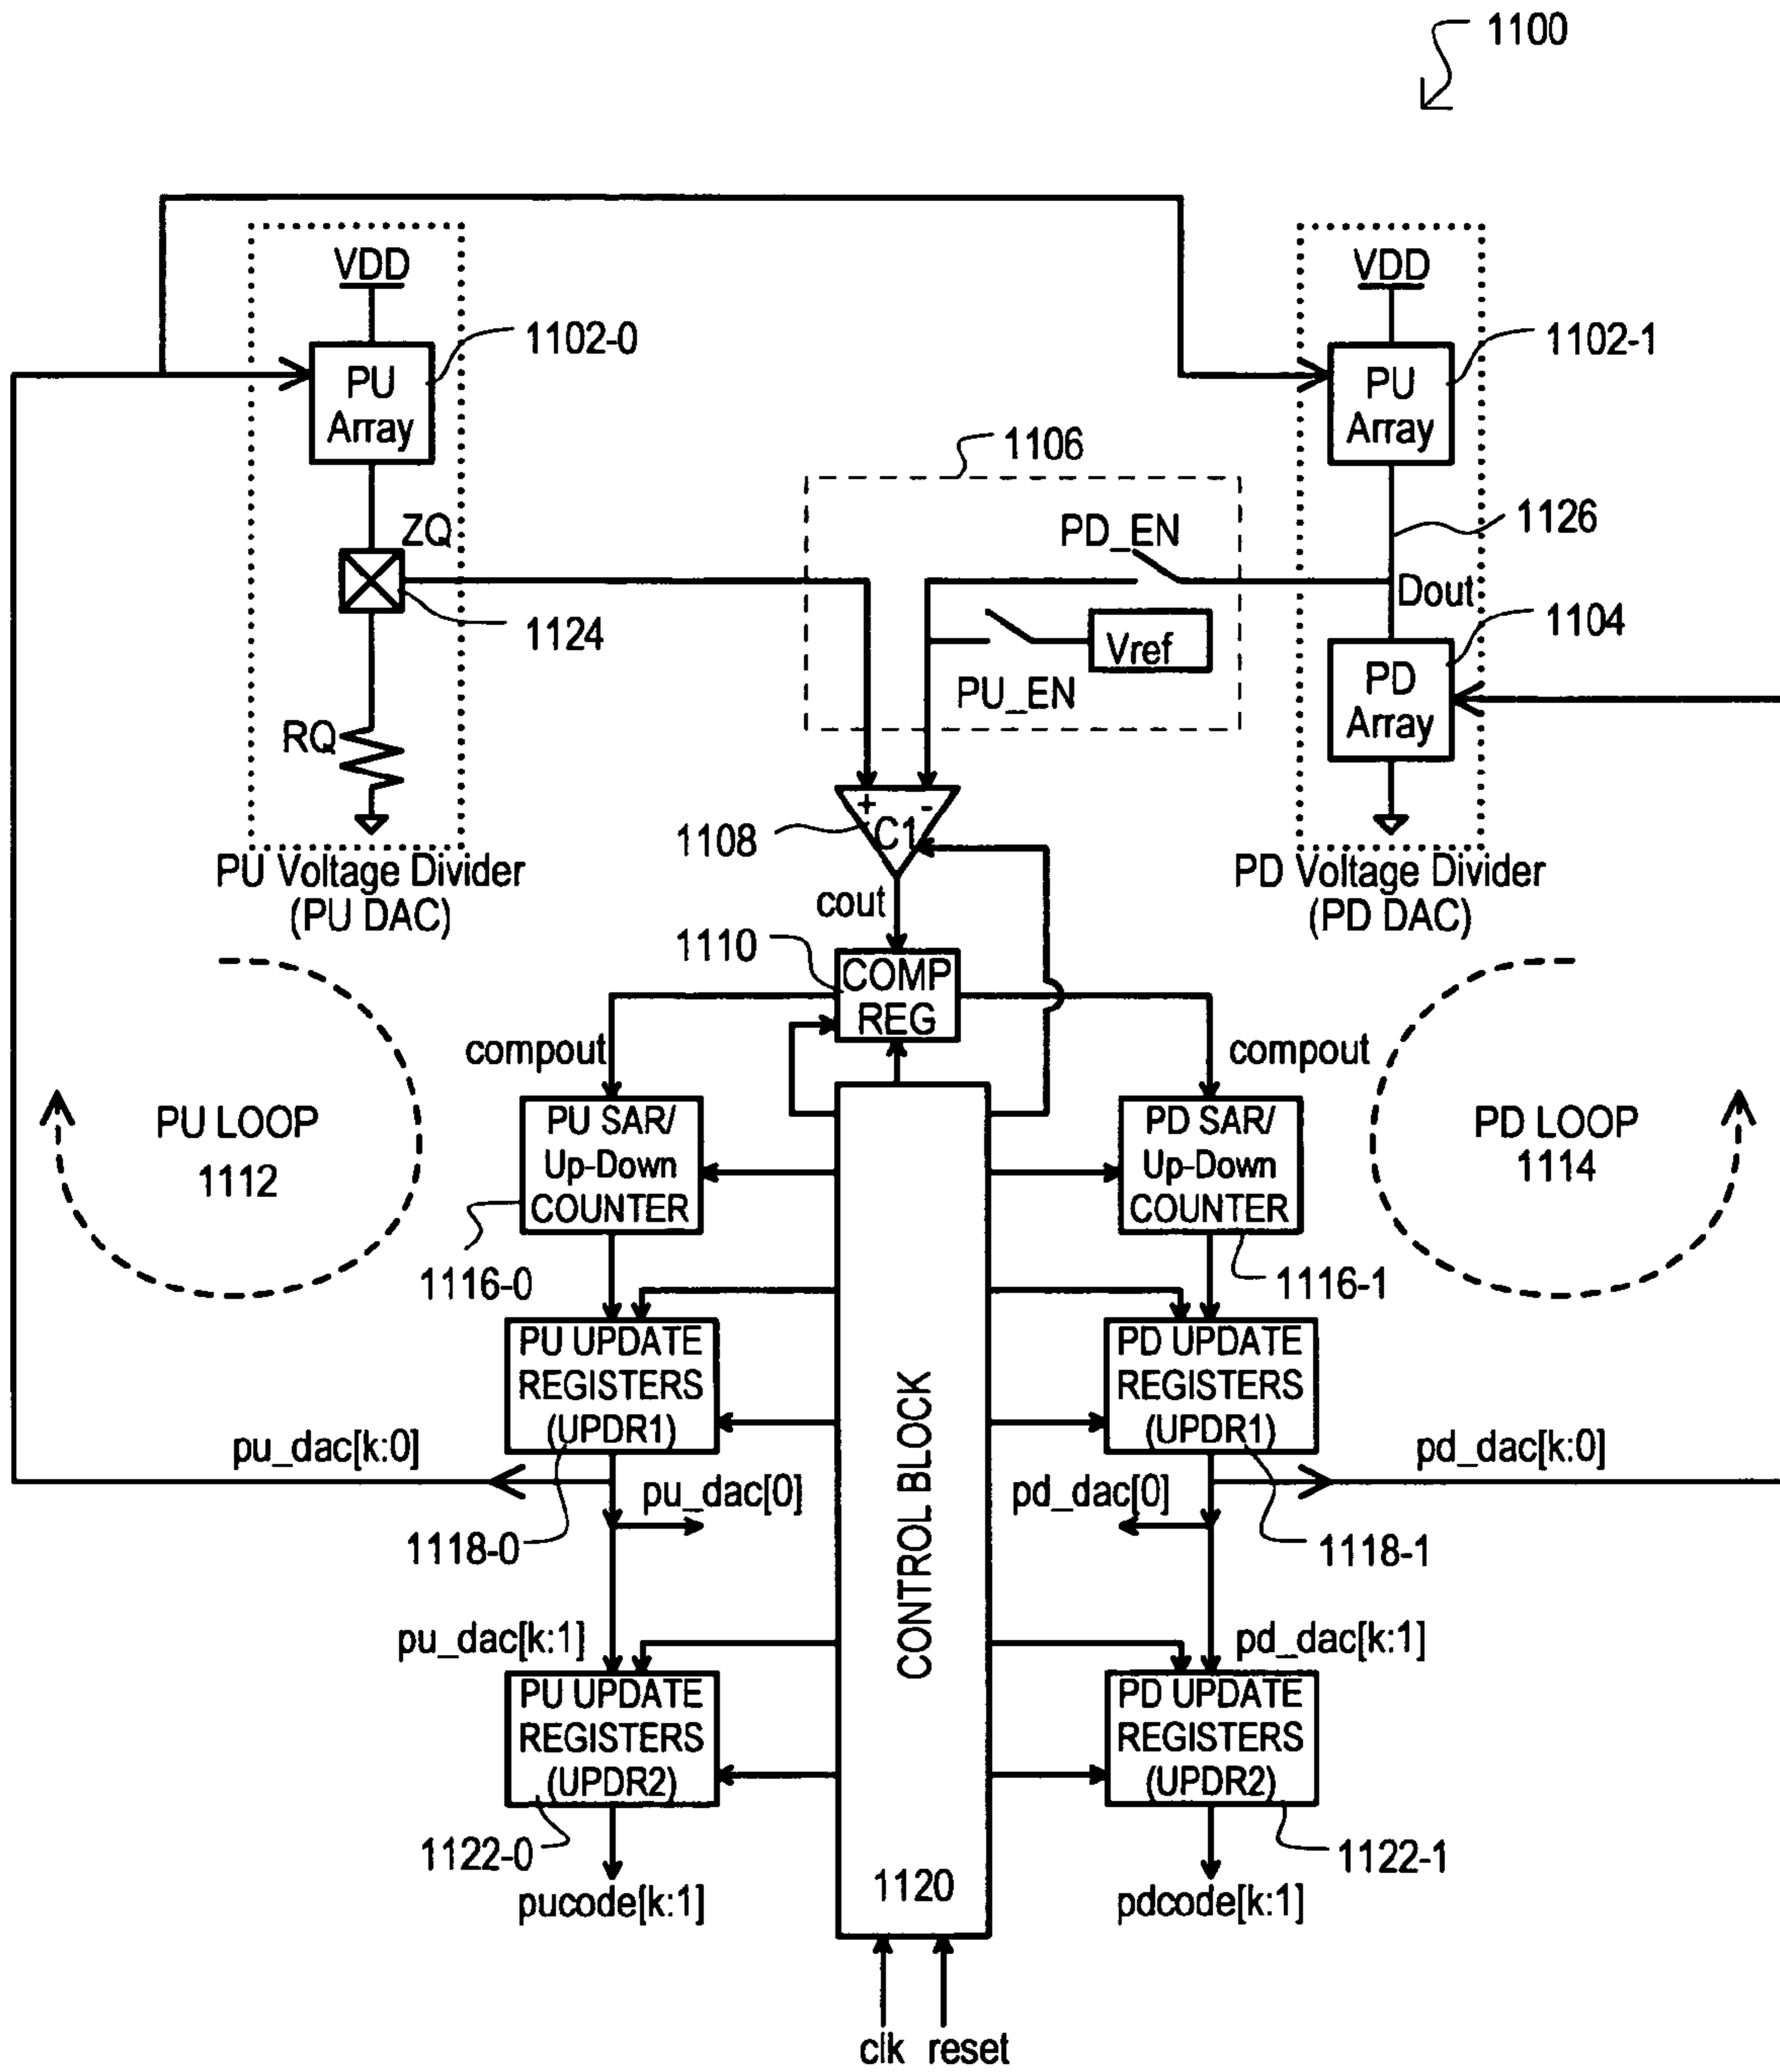 1100
VDD
VDD
1102-0
1102-1
PU
Array
PU
Array
1106
ZQ
PD_EN
1126
Dout
1124
Vref
1104
PU_EN
PD
Array
RQ
+
-
C1
1108
PU Voltage Divider
(PU DAC)
PD Voltage Divider
(PD DAC)
cout
1110
COMP
REG
compout
compout
PU LOOP
1112
PU SAR/
Up-Down
COUNTER
PD SAR/
Up-Down
COUNTER
PD LOOP
1114
1116-0
1116-1
PU UPDATE
REGISTERS
(UPDR1)
PD UPDATE
REGISTERS
(UPDR1)
CONTROL BLOCK
pu_dac[k:0]
pd_dac[k:0]
pu_dac[0]
pd_dac[0]
1118-0
1118-1
pu_dac[k:1]
pd_dac[k:1]
PU UPDATE
REGISTERS
(UPDR2)
PD UPDATE
REGISTERS
(UPDR2)
1122-0
1122-1
1120
pucode[k:1]
pdcode[k:1]
clk reset